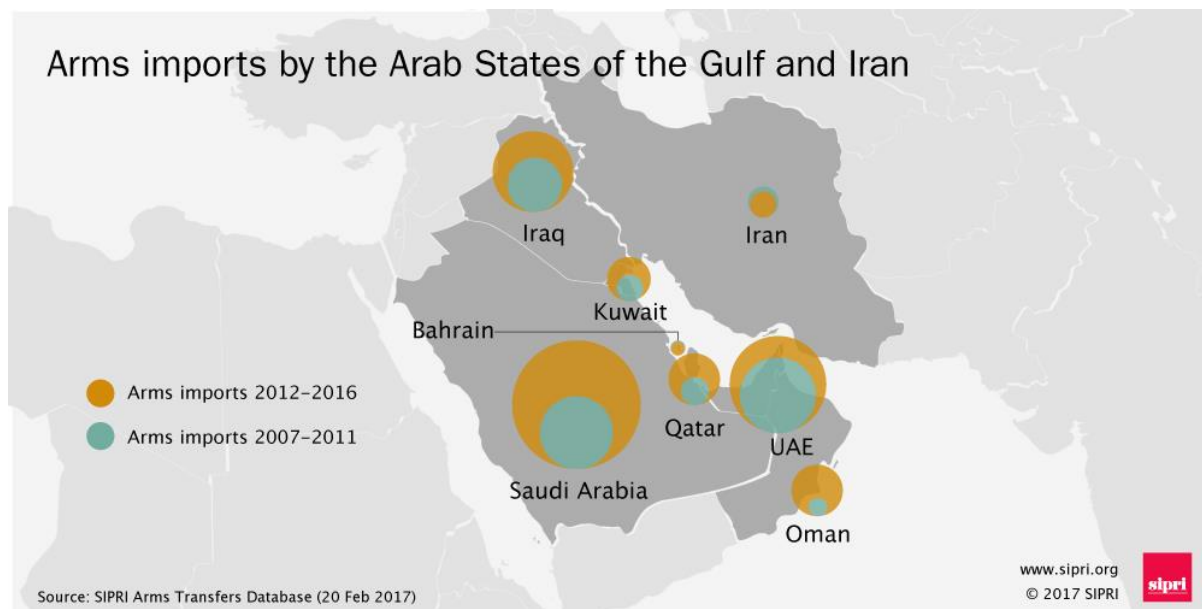 Arms imports by the Arab States of the Gulf and Iran
Iraq
Iran
Kuwait
Bahrain
Arms imports 2012–2016
Qatar
Arms imports 2007–2011
UAE
Saudi Arabia
Oman
www.sipri.org
Source: SIPRI Arms Transfers Database (20 Feb 2017)
© 2017 SIPRI
sipri